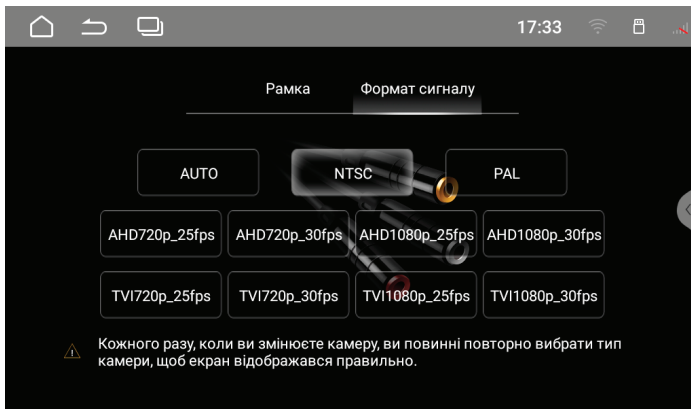 17:33
Рамка Формат сигналу
AUTO NTSC PAL
AHD720p_25fps AHD720p_30fps AHD1080p_25fps AHD1080p_30fps
TVI720p_25fps TVI720p_30fps TVI1080p_25fps TVI1080p_30fps
Кожного разу, коли ви змінюєте камеру, ви повинні повторно вибрати тип
камери, щоб екран відображався правильно.